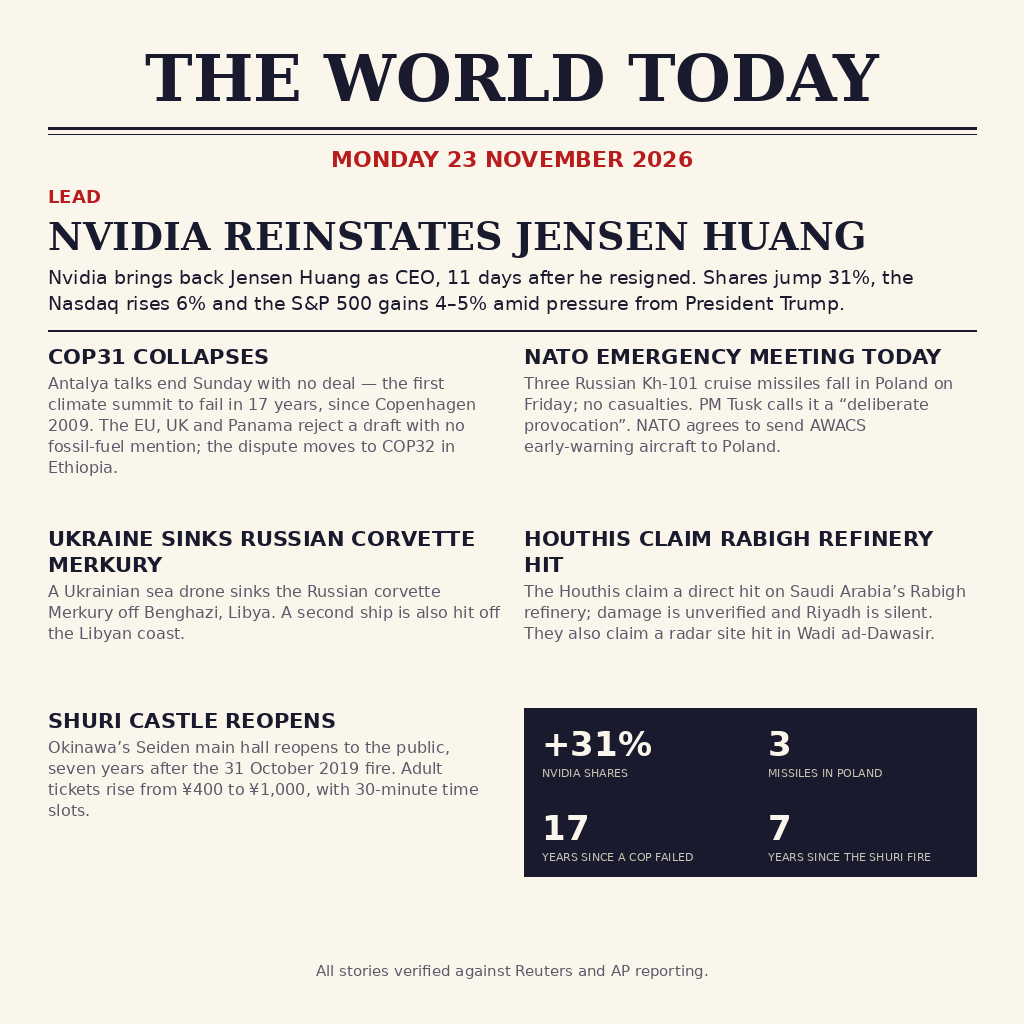 THE WORLD TODAY
MONDAY 23 NOVEMBER 2026
LEAD
NVIDIA REINSTATES JENSEN HUANG
Nvidia brings back Jensen Huang as CEO, 11 days after he resigned. Shares jump 31%, the
Nasdaq rises 6% and the S&P 500 gains 4–5% amid pressure from President Trump.
COP31 COLLAPSES
Antalya talks end Sunday with no deal — the first
climate summit to fail in 17 years, since Copenhagen
2009. The EU, UK and Panama reject a draft with no
fossil-fuel mention; the dispute moves to COP32 in
Ethiopia.
NATO EMERGENCY MEETING TODAY
Three Russian Kh-101 cruise missiles fall in Poland on
Friday; no casualties. PM Tusk calls it a “deliberate
provocation”. NATO agrees to send AWACS
early-warning aircraft to Poland.
UKRAINE SINKS RUSSIAN CORVETTE
MERKURY
A Ukrainian sea drone sinks the Russian corvette
Merkury off Benghazi, Libya. A second ship is also hit off
the Libyan coast.
HOUTHIS CLAIM RABIGH REFINERY
HIT
The Houthis claim a direct hit on Saudi Arabia’s Rabigh
refinery; damage is unverified and Riyadh is silent.
They also claim a radar site hit in Wadi ad-Dawasir.
SHURI CASTLE REOPENS
Okinawa’s Seiden main hall reopens to the public,
seven years after the 31 October 2019 fire. Adult
tickets rise from ¥400 to ¥1,000, with 30-minute time
slots.
+31%
NVIDIA SHARES
3
MISSILES IN POLAND
17
YEARS SINCE A COP FAILED
7
YEARS SINCE THE SHURI FIRE
All stories verified against Reuters and AP reporting.